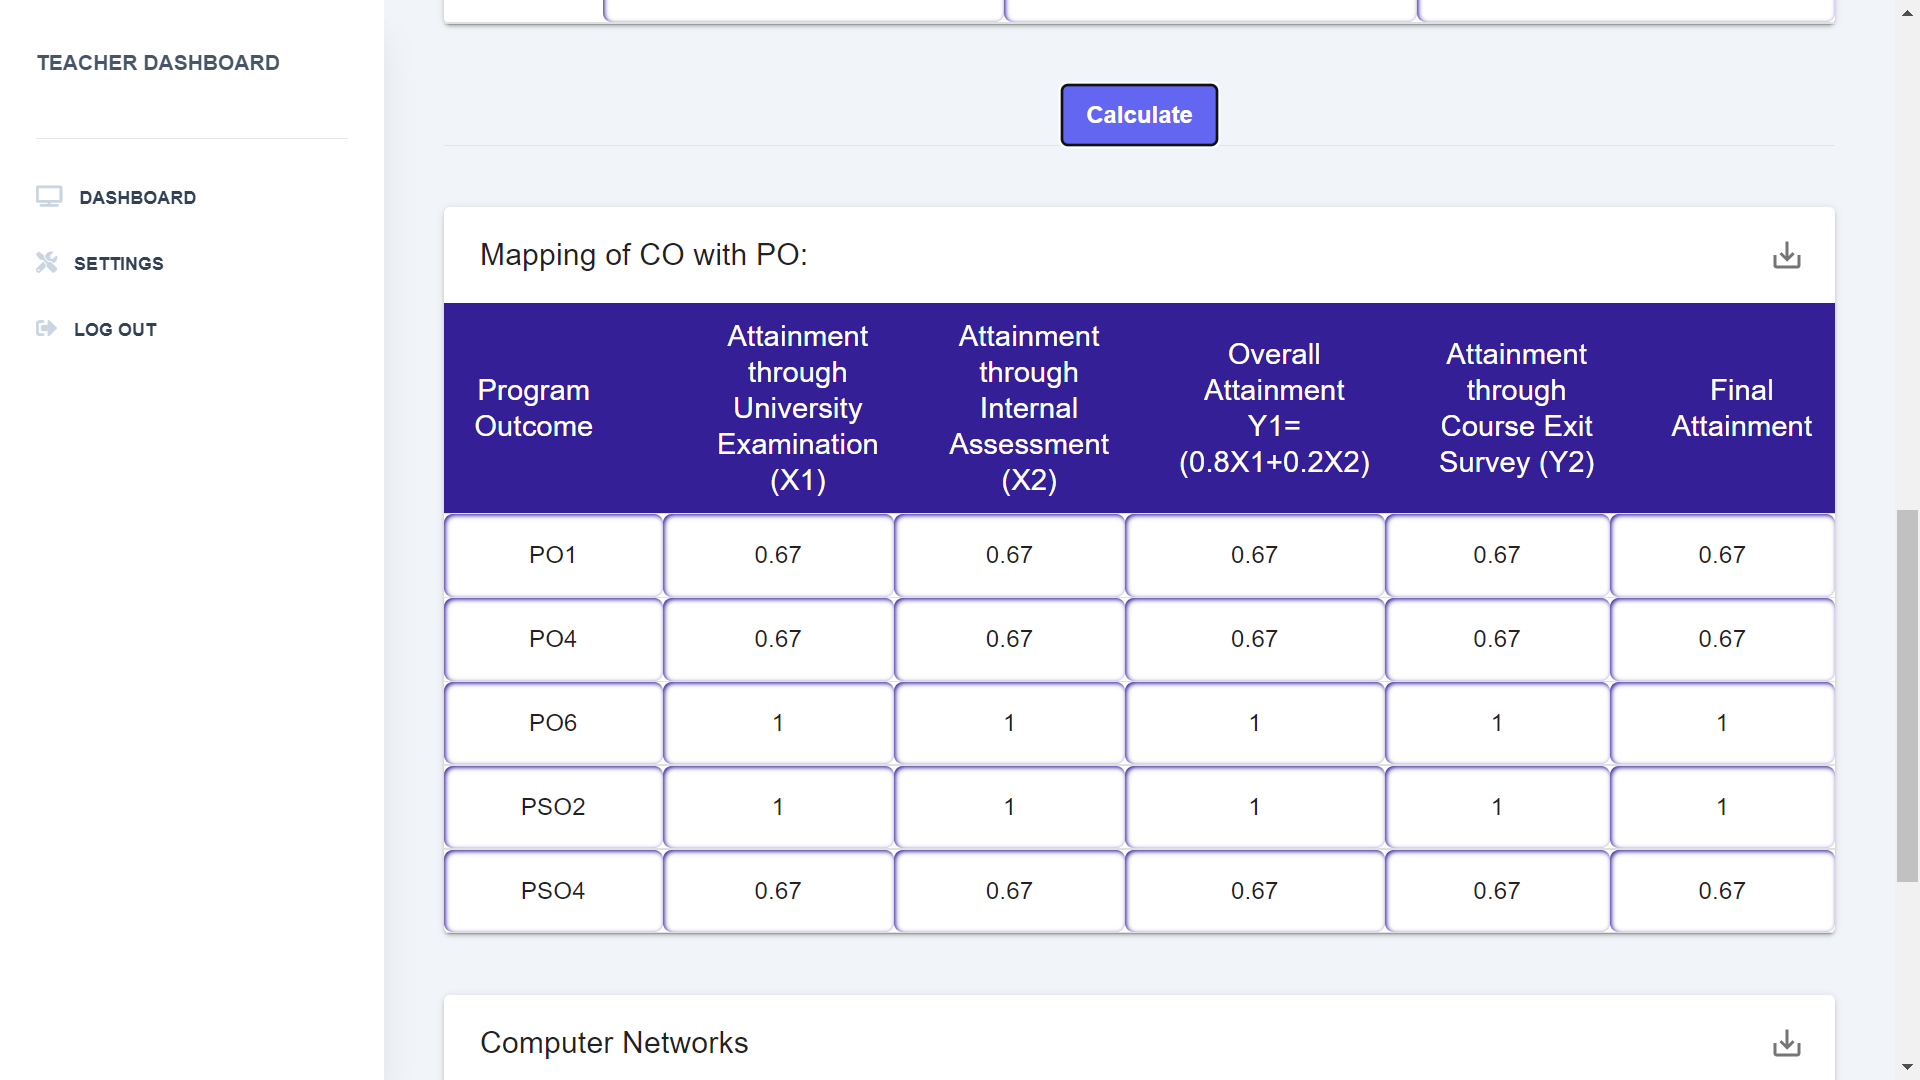 TEACHER DASHBOARD
DASHBOARD
SETTINGS
LOG OUT
Calculate
Mapping of CO with PO:
Program
Outcome
Attainment
through
University
Examination
(X1)
Attainment
through
Internal
Assessment
(X2)
Overall
Attainment
Y1=
(0.8X1+0.2X2)
Attainment
through
Course Exit
Survey (Y2)
Final
Attainment
PO1 0.67 0.67 0.67 0.67 0.67
PO4 0.67 0.67 0.67 0.67 0.67
PO6 1 1 1 1 1
PSO2 1 1 1 1 1
PSO4 0.67 0.67 0.67 0.67 0.67
Computer Networks